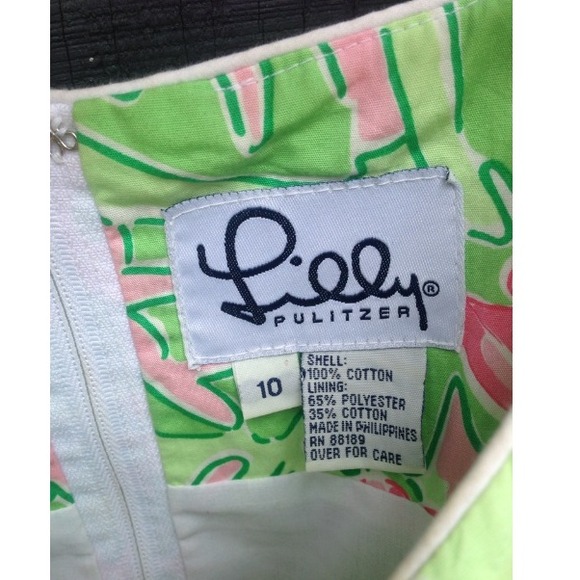 Lilly®
PULITZER
10
SHELL:
100% COTTON
LINING:
65% POLYESTER
35% COTTON
MADE IN PHILIPPINES
RN 88189
OVER FOR CARE